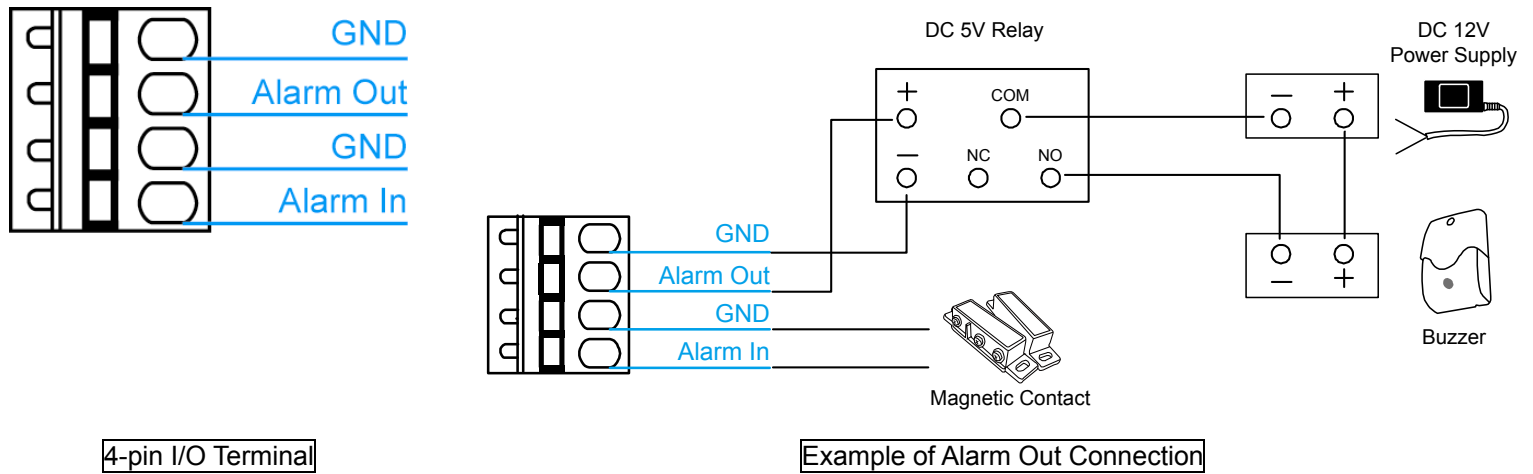 GND
Alarm Out
GND
Alarm In
4-pin I/O Terminal
DC 5V Relay
+
COM
−
NC
NO
DC 12V
Power Supply
−
+
−
+
Buzzer
GND
Alarm Out
GND
Alarm In
Magnetic Contact
Example of Alarm Out Connection